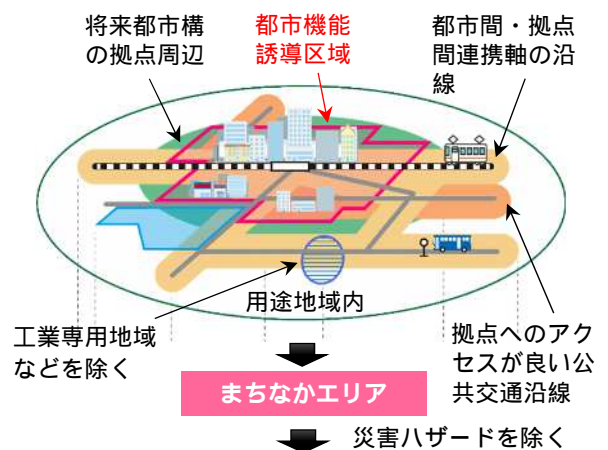 将来都市構
の拠点周辺
都市機能
誘導区域
都市間・拠点
間連携軸の沿
線
用途地域内
工業専用地域
などを除く
拠点へのアク
セスが良い公
共交通沿線
まちなかエリア
災害ハザードを除く